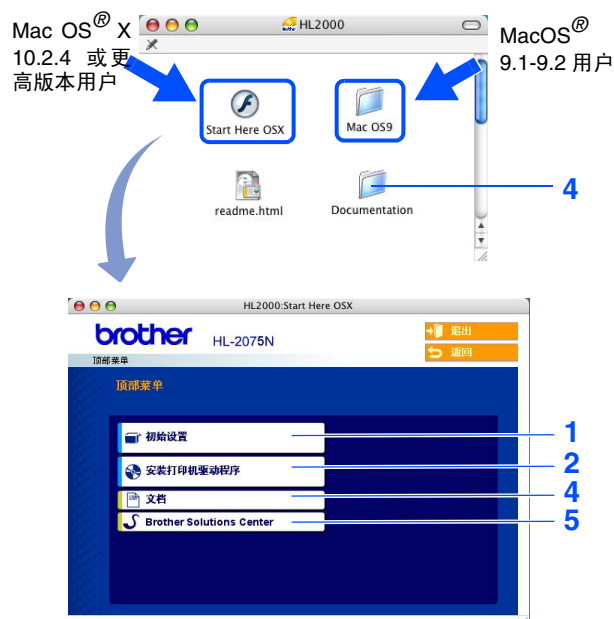 Mac OS® X
10.2.4 或更
高版本用户
HL2000
MacOS®
9.1-9.2 用户
Start Here OSX
Mac OS9
readme.html
Documentation
4
HL2000:Start Here OSX
brother
HL-2075N
退出
返回
顶部菜单
顶部菜单
初始设置
1
安装打印机驱动程序
2
文档
4
Brother Solutions Center
5